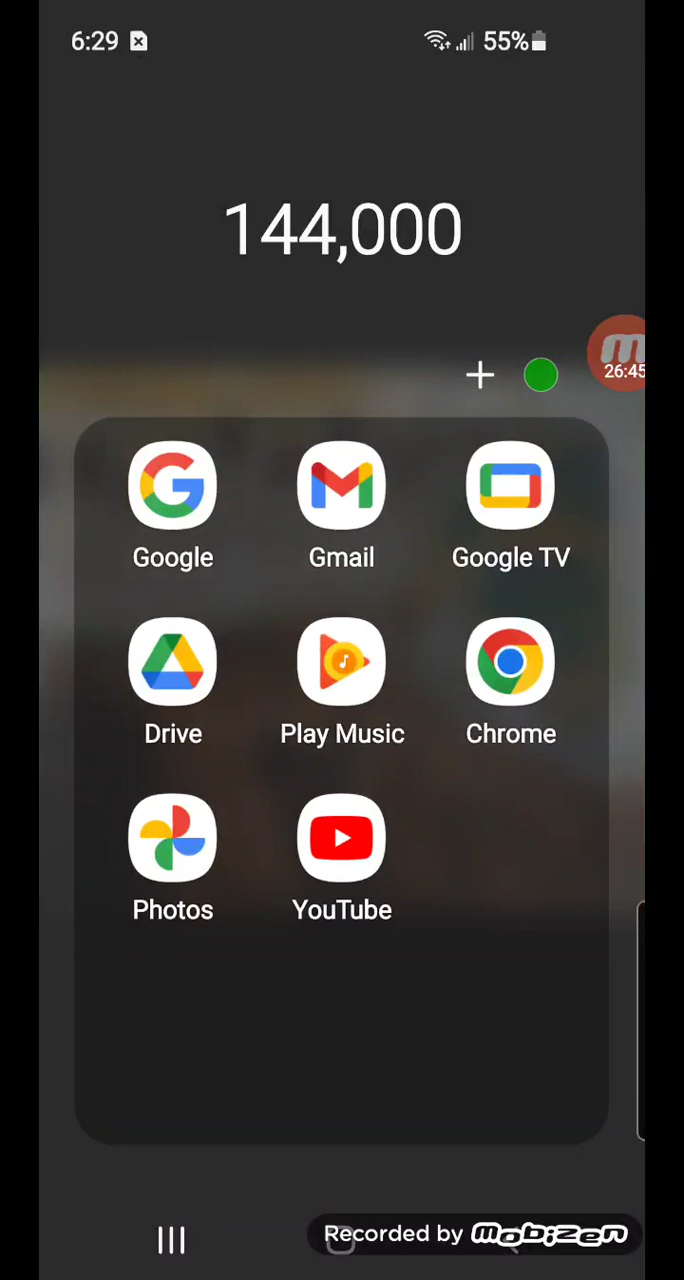 6:29 55%
144,000
26:45
Google Gmail Google TV
Drive Play Music Chrome
Photos YouTube
Recorded by mobizen